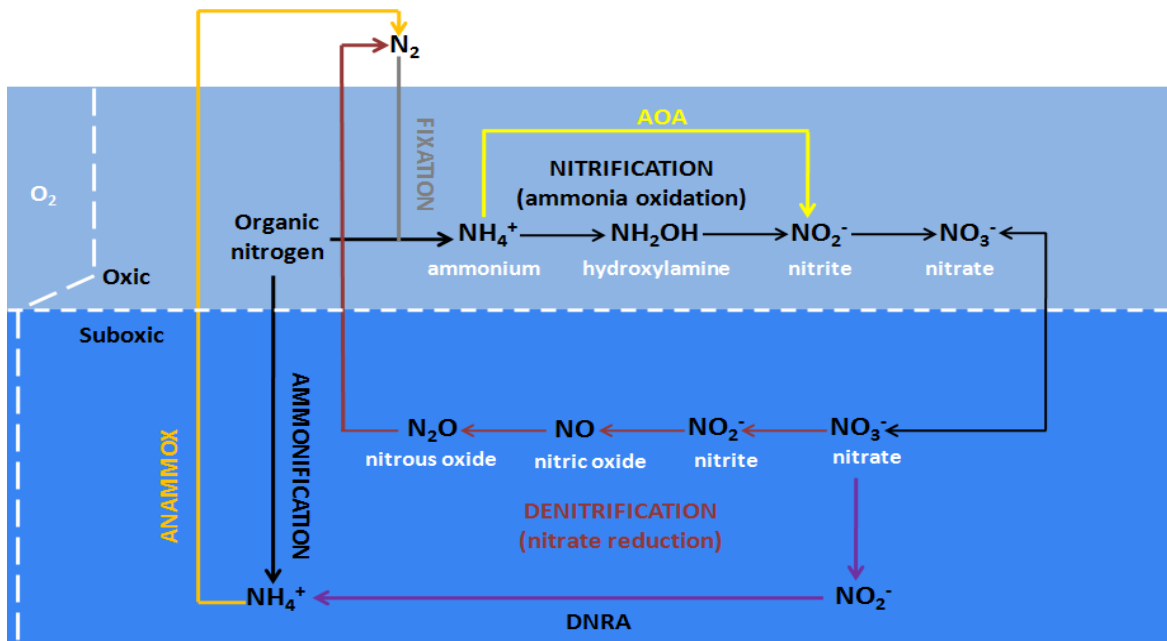 N₂
FIXATION
AOA
O₂
NITRIFICATION
(ammonia oxidation)
Organic
nitrogen
NH₄⁺
NH₂OH
NO₂⁻
NO₃⁻
ammonium
hydroxylamine
nitrite
nitrate
Oxic
Suboxic
ANAMMOX
AMMONIFICATION
N₂O
NO
NO₂⁻
NO₃⁻
nitrous oxide
nitric oxide
nitrite
nitrate
DENITRIFICATION
(nitrate reduction)
NH₄⁺
NO₂⁻
DNRA